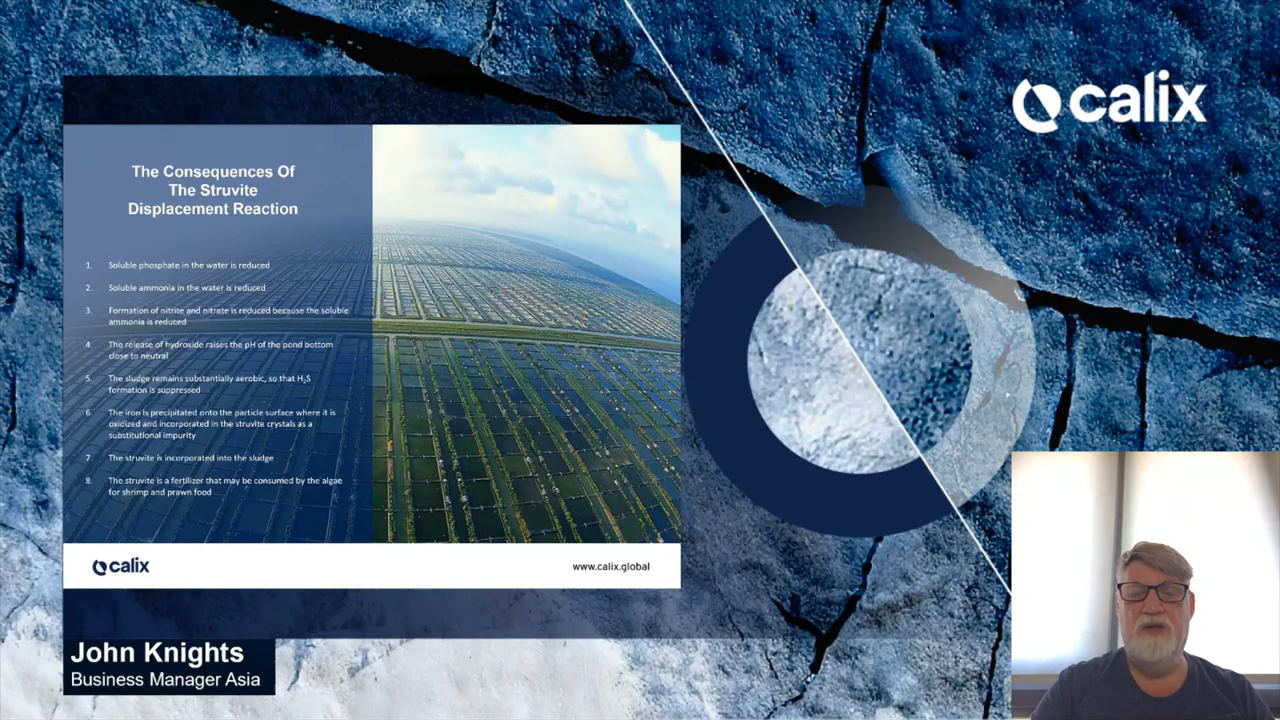 calix
The Consequences Of
The Struvite
Displacement Reaction
1. Soluble phosphate in the water is reduced
2. Soluble ammonia in the water is reduced
3. Formation of nitrite and nitrate is reduced because the soluble
ammonia is reduced
4. The release of hydroxide raises the pH of the pond bottom
close to neutral
5. The sludge remains substantially aerobic, so that H₂S
formation is suppressed
6. The iron is precipitated onto the particle surface where it is
oxidized and incorporated in the struvite crystals as a
substitutional impurity
7. The struvite is incorporated into the sludge
8. The struvite is a fertilizer that may be consumed by the algae
for shrimp and prawn food
calix
www.calix.global
John Knights
Business Manager Asia